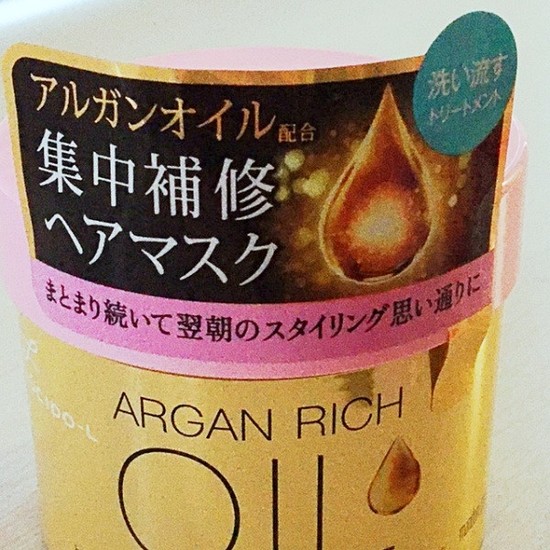 アルガンオイル配合
集中補修
ヘアマスク
洗い流す
トリートメント
まとまり続いて翌朝のスタイリング思い通りに
CIDO-L
ARGAN RICH
OIL